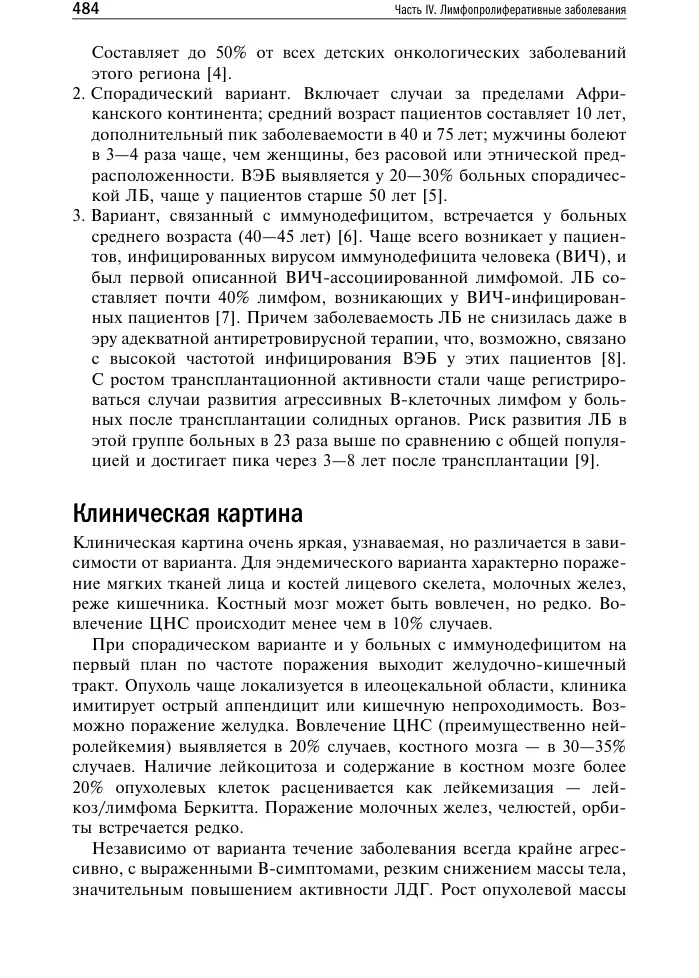 484
Часть IV. Лимфопролиферативные заболевания
Составляет до 50% от всех детских онкологических заболеваний
этого региона [4].
2. Спорадический вариант. Включает случаи за пределами Афри-
канского континента; средний возраст пациентов составляет 10 лет,
дополнительный пик заболеваемости в 40 и 75 лет; мужчины болеют
в 3—4 раза чаще, чем женщины, без расовой или этнической пред-
расположенности. ВЭБ выявляется у 20—30% больных спорадичес-
кой ЛБ, чаще у пациентов старше 50 лет [5].
3. Вариант, связанный с иммунодефицитом, встречается у больных
среднего возраста (40—45 лет) [6]. Чаще всего возникает у пациен-
тов, инфицированных вирусом иммунодефицита человека (ВИЧ), и
был первой описанной ВИЧ-ассоциированной лимфомой. ЛБ со-
ставляет почти 40% лимфом, возникающих у ВИЧ-инфицирован-
ных пациентов [7]. Причем заболеваемость ЛБ не снизилась даже в
эру адекватной антиретровирусной терапии, что, возможно, связано
с высокой частотой инфицирования ВЭБ у этих пациентов [8].
С ростом трансплантационной активности стали чаще регистриро-
ваться случаи развития агрессивных В-клеточных лимфом у боль-
ных после трансплантации солидных органов. Риск развития ЛБ в
этой группе больных в 23 раза выше по сравнению с общей популя-
цией и достигает пика через 3—8 лет после трансплантации [9].
Клиническая картина
Клиническая картина очень яркая, узнаваемая, но различается в зави-
симости от варианта. Для эндемического варианта характерно пораже-
ние мягких тканей лица и костей лицевого скелета, молочных желез,
реже кишечника. Костный мозг может быть вовлечен, но редко. Во-
влечение ЦНС происходит менее чем в 10% случаев.
При спорадическом варианте и у больных с иммунодефицитом на
первый план по частоте поражения выходит желудочно-кишечный
тракт. Опухоль чаще локализуется в илеоцекальной области, клиника
имитирует острый аппендицит или кишечную непроходимость. Воз-
можно поражение желудка. Вовлечение ЦНС (преимущественно ней-
ролейкемия) выявляется в 20% случаев, костного мозга — в 30—35%
случаев. Наличие лейкоцитоза и содержание в костном мозге более
20% опухолевых клеток расценивается как лейкемизация — лей-
коз/лимфома Беркитта. Поражение молочных желез, челюстей, орби-
ты встречается редко.
Независимо от варианта течение заболевания всегда крайне агрес-
сивно, с выраженными В-симптомами, резким снижением массы тела,
значительным повышением активности ЛДГ. Рост опухолевой массы